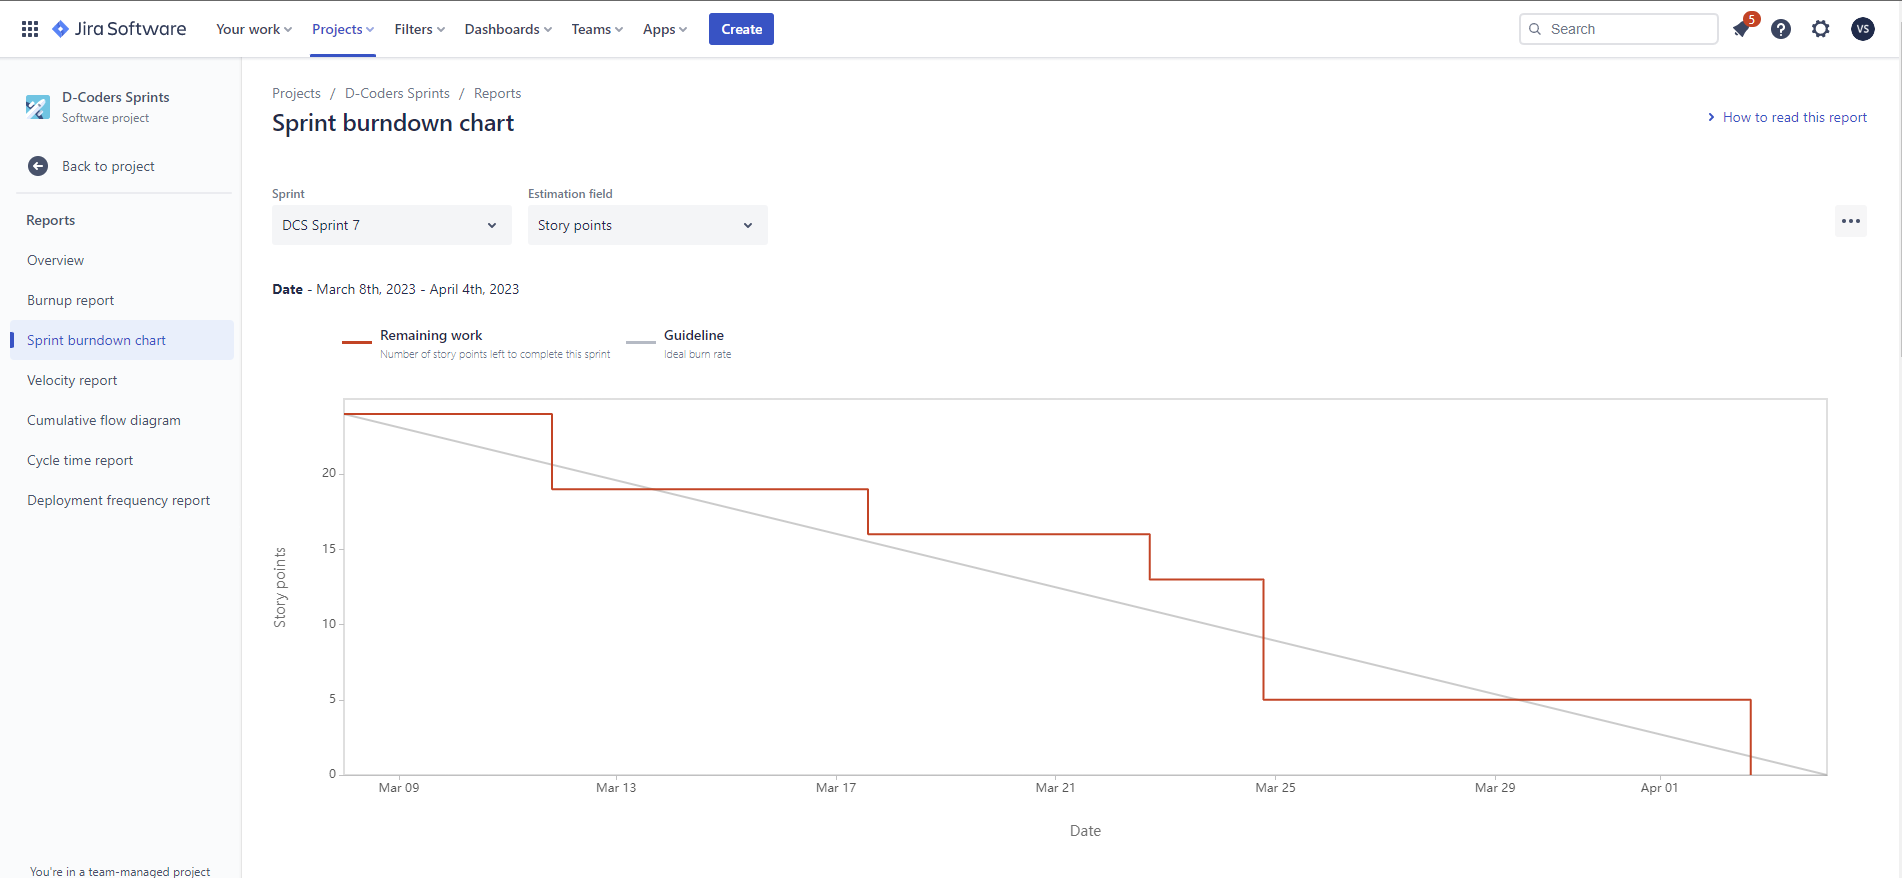 Jira Software
Your work
Projects
Filters
Dashboards
Teams
Apps
Create
Search
5
VS
D-Coders Sprints
Software project
Back to project
Reports
Overview
Burnup report
Sprint burndown chart
Velocity report
Cumulative flow diagram
Cycle time report
Deployment frequency report
You're in a team-managed project
Projects / D-Coders Sprints / Reports
Sprint burndown chart
How to read this report
Sprint
DCS Sprint 7
Estimation field
Story points
Date - March 8th, 2023 - April 4th, 2023
Remaining work
Number of story points left to complete this sprint
Guideline
Ideal burn rate
Story points
20
15
10
5
0
Mar 09 Mar 13 Mar 17 Mar 21 Mar 25 Mar 29 Apr 01
Date